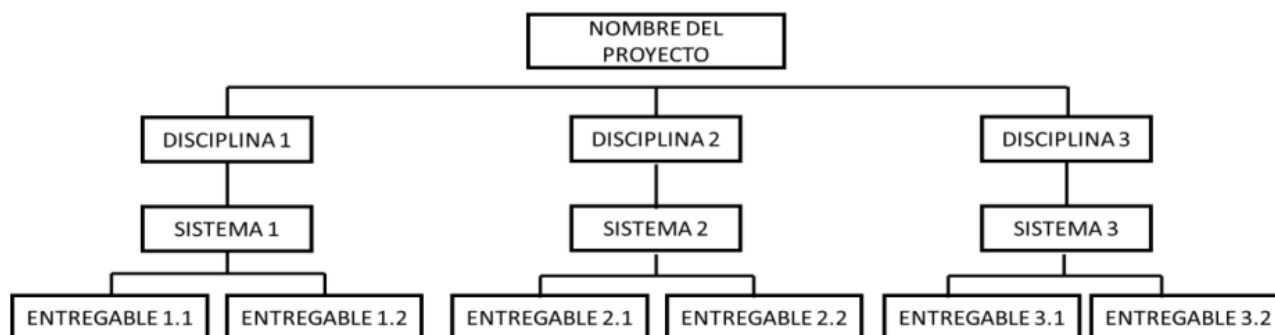 NOMBRE DEL
PROYECTO
DISCIPLINA 1
DISCIPLINA 2
DISCIPLINA 3
SISTEMA 1
SISTEMA 2
SISTEMA 3
ENTREGABLE 1.1
ENTREGABLE 1.2
ENTREGABLE 2.1
ENTREGABLE 2.2
ENTREGABLE 3.1
ENTREGABLE 3.2